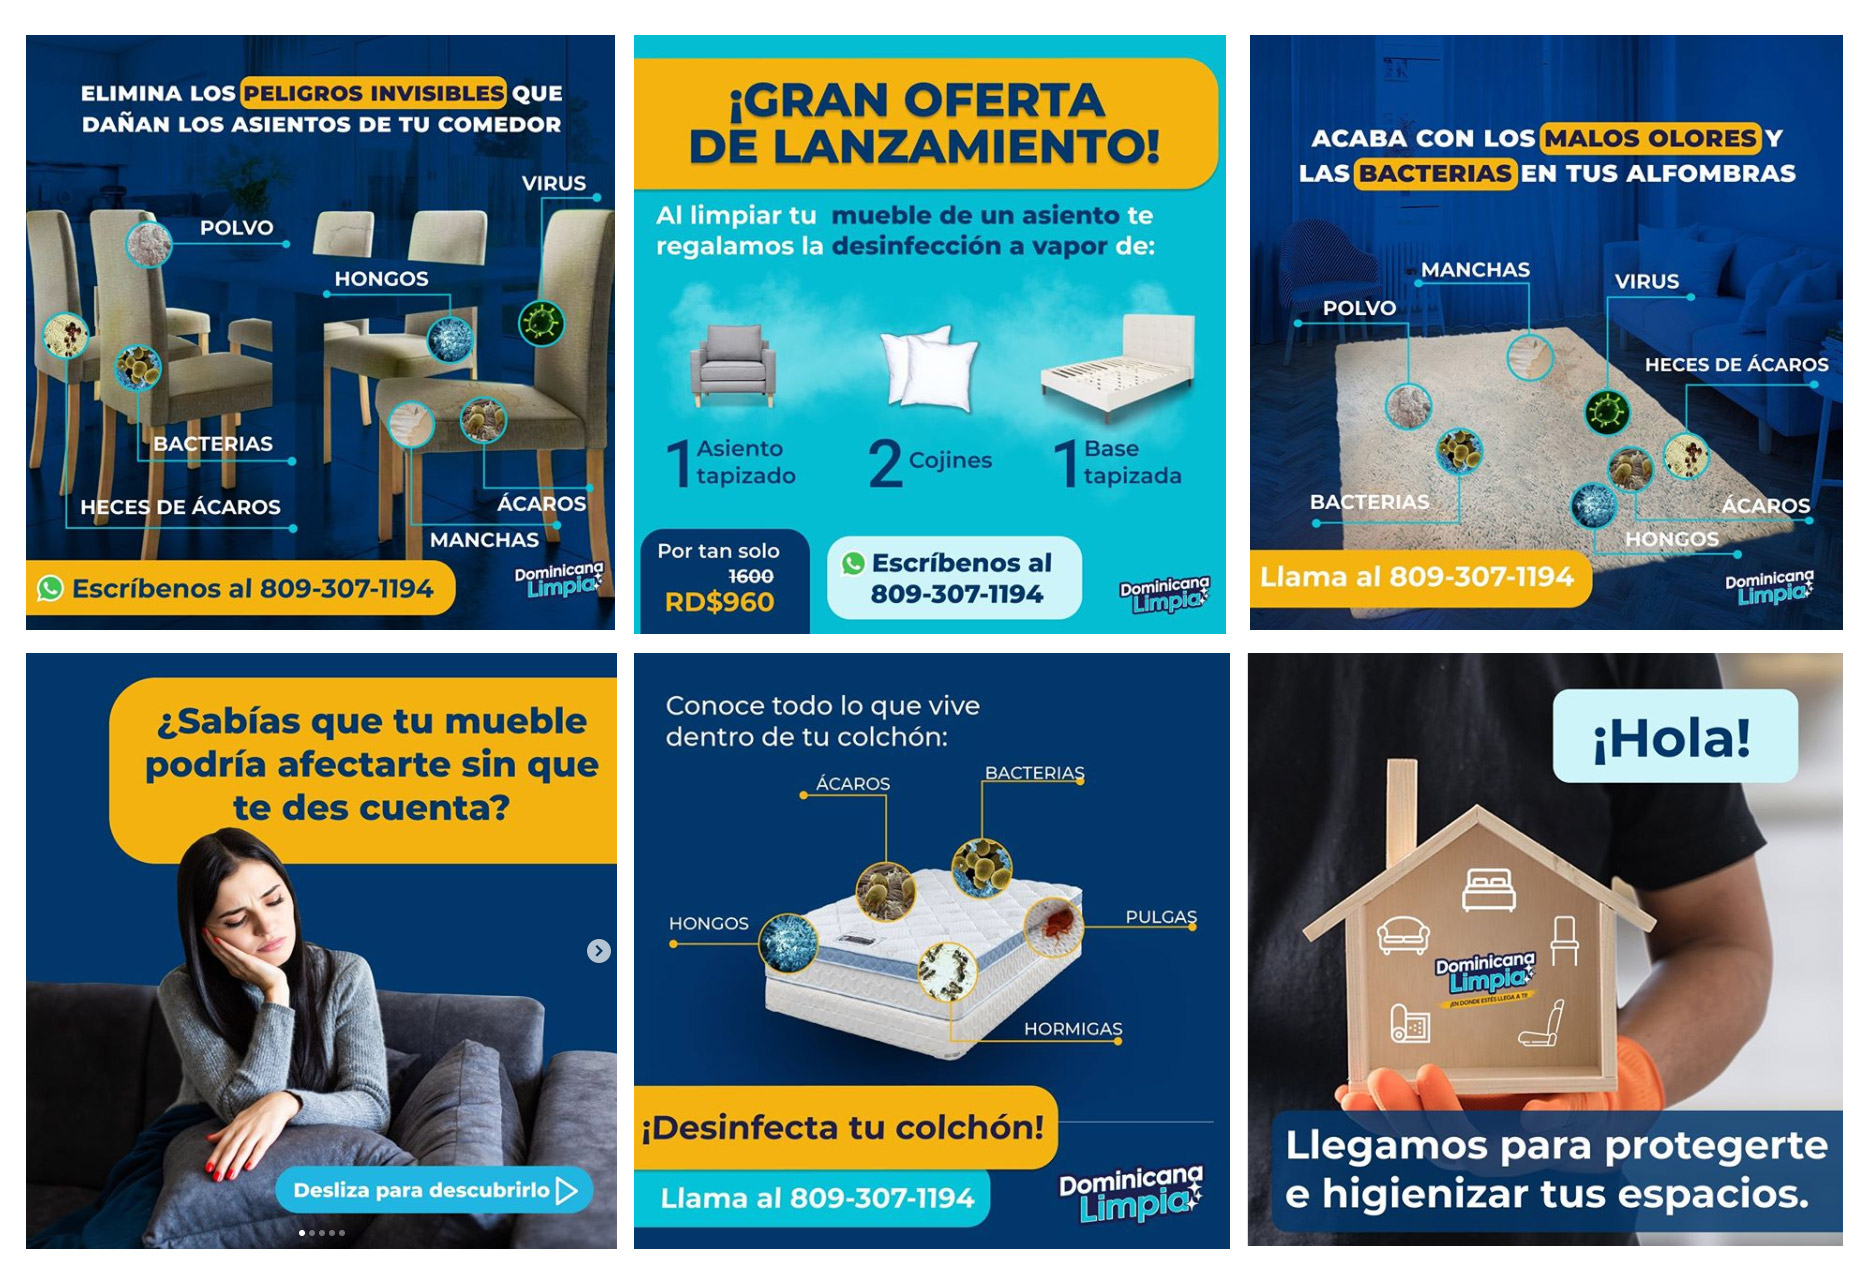 ELIMINA LOS PELIGROS INVISIBLES QUE
DAÑAN LOS ASIENTOS DE TU COMEDOR
VIRUS
POLVO
HONGOS
BACTERIAS
HECES DE ÁCAROS
ÁCAROS
MANCHAS
Escríbenos al 809-307-1194
Dominicana
Limpia
¡GRAN OFERTA
DE LANZAMIENTO!
Al limpiar tu mueble de un asiento te
regalamos la desinfección a vapor de:
1 Asiento
tapizado
2 Cojines
1 Base
tapizada
Por tan solo
1600
RD$960
Escríbenos al
809-307-1194
Dominicana
Limpia
ACABA CON LOS MALOS OLORES Y
LAS BACTERIAS EN TUS ALFOMBRAS
MANCHAS
VIRUS
POLVO
HECES DE ÁCAROS
BACTERIAS
ÁCAROS
HONGOS
Llama al 809-307-1194
Dominicana
Limpia
¿Sabías que tu mueble
podría afectarte sin que
te des cuenta?
Desliza para descubrirlo
Conoce todo lo que vive
dentro de tu colchón:
ÁCAROS
BACTERIAS
HONGOS
PULGAS
HORMIGAS
¡Desinfecta tu colchón!
Llama al 809-307-1194
Dominicana
Limpia
¡Hola!
Dominicana
Limpia
¡EN DONDE ESTÉS LLEGA A TI!
Llegamos para protegerte
e higienizar tus espacios.